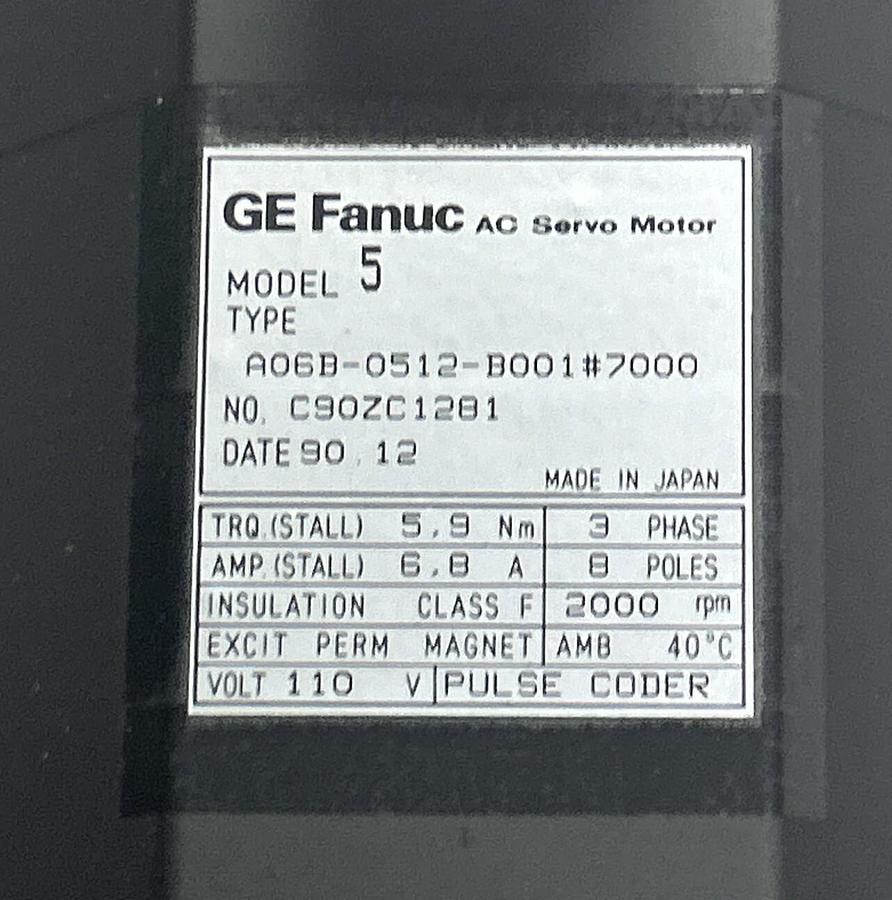 GE Fanuc AC Servo Motor
MODEL 5
TYPE
A06B-0512-B001#7000
NO. C90ZC1281
DATE 90.12
MADE IN JAPAN
TRQ.(STALL) 5.9 Nm 3 PHASE
AMP.(STALL) 6.8 A 8 POLES
INSULATION CLASS F 2000 rpm
EXCIT PERM MAGNET AMB 40°C
VOLT 110 V PULSE CODER